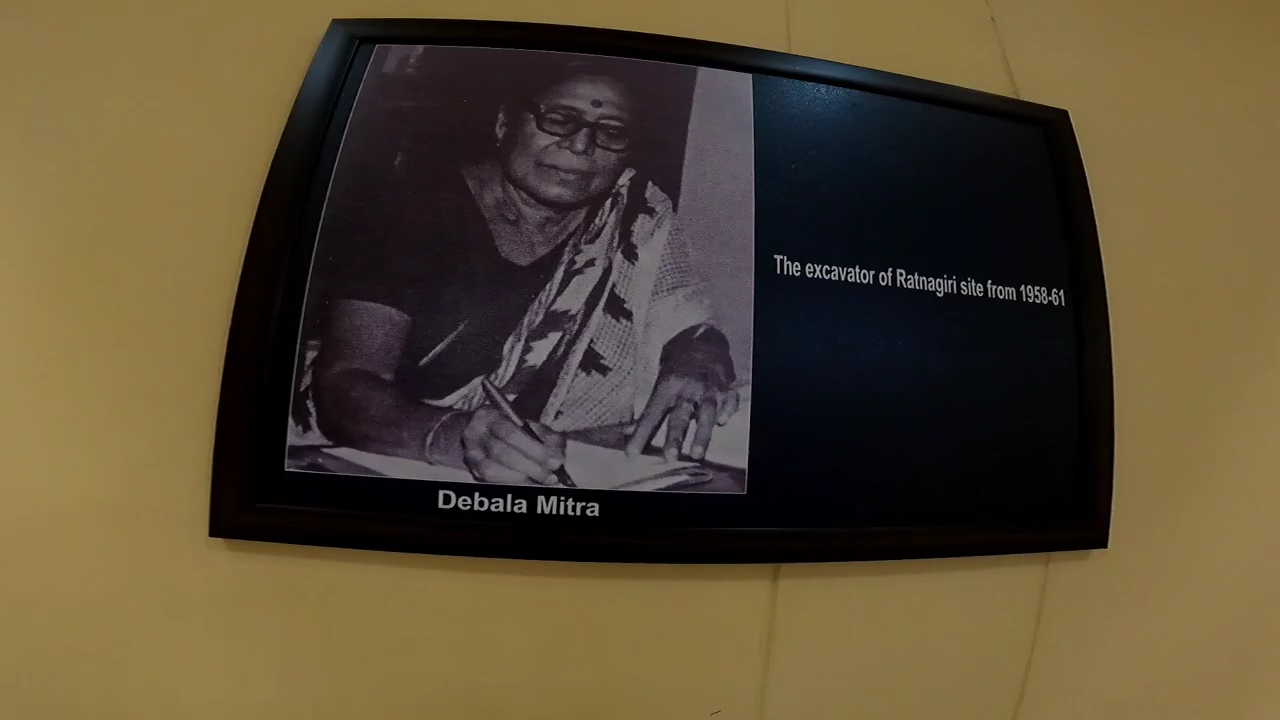 The excavator of Ratnagiri site from 1958-61
Debala Mitra